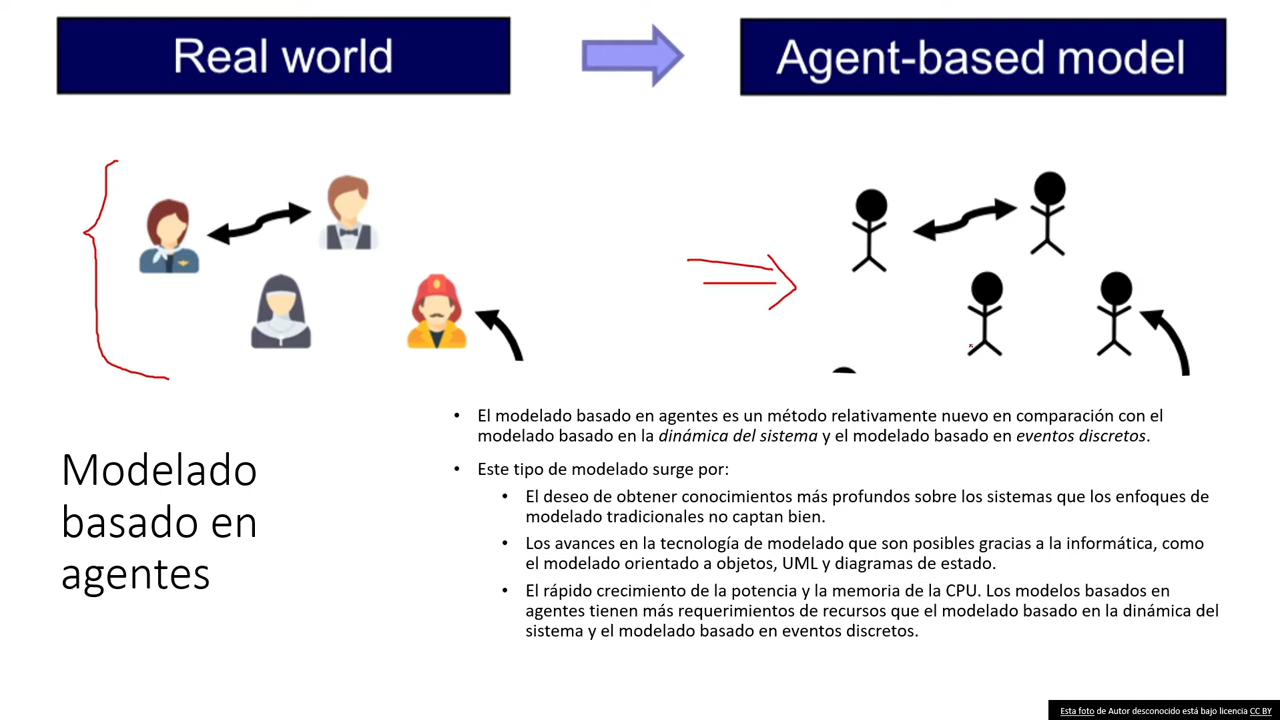 Real world
Agent-based model
Modelado
basado en
agentes
• El modelado basado en agentes es un método relativamente nuevo en comparación con el
modelado basado en la dinámica del sistema y el modelado basado en eventos discretos.
• Este tipo de modelado surge por:
• El deseo de obtener conocimientos más profundos sobre los sistemas que los enfoques de
modelado tradicionales no captan bien.
• Los avances en la tecnología de modelado que son posibles gracias a la informática, como
el modelado orientado a objetos, UML y diagramas de estado.
• El rápido crecimiento de la potencia y la memoria de la CPU. Los modelos basados en
agentes tienen más requerimientos de recursos que el modelado basado en la dinámica del
sistema y el modelado basado en eventos discretos.
Esta foto de Autor desconocido está bajo licencia CC BY